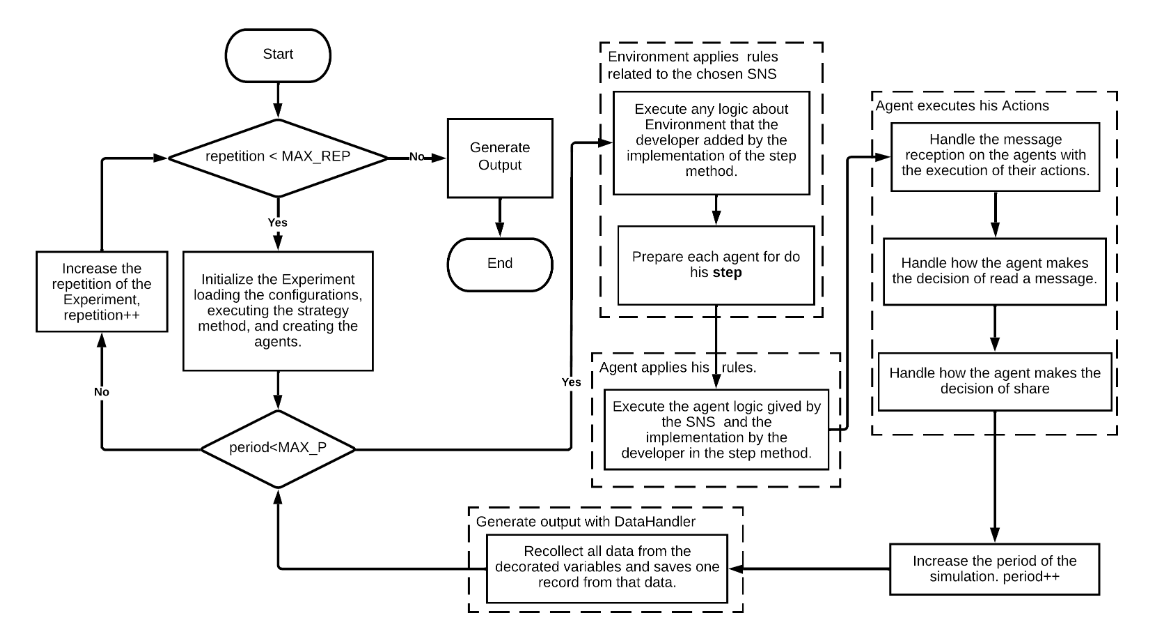 Start
repetition < MAX_REP
No
Generate
Output
End
Yes
Increase the
repetition of the
Experiment,
repetition++
Initialize the Experiment
loading the configurations,
executing the strategy
method, and creating the
agents.
No
period<MAX_P
Yes
Environment applies rules
related to the chosen SNS
Execute any logic about
Environment that the
developer added by the
implementation of the step
method.
Prepare each agent for do
his step
Agent applies his rules.
Execute the agent logic gived by
the SNS and the
implementation by the
developer in the step method.
Agent executes his Actions
Handle the message
reception on the agents with
the execution of their actions.
Handle how the agent makes
the decision of read a message.
Handle how the agent makes the
decision of share
Increase the period of the
simulation. period++
Generate output with DataHandler
Recollect all data from the
decorated variables and saves one
record from that data.